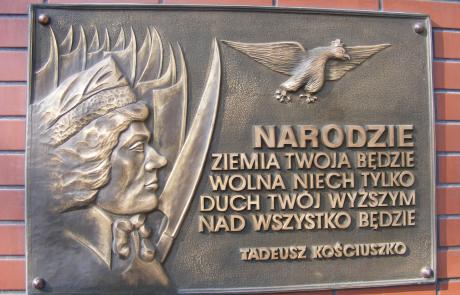 NARODZIE
ZIEMIA TWOJA BĘDZIE
WOLNA NIECH TYLKO
DUCH TWÓJ WYŻSZYM
NAD WSZYSTKO BĘDZIE
TADEUSZ KOŚCIUSZKO